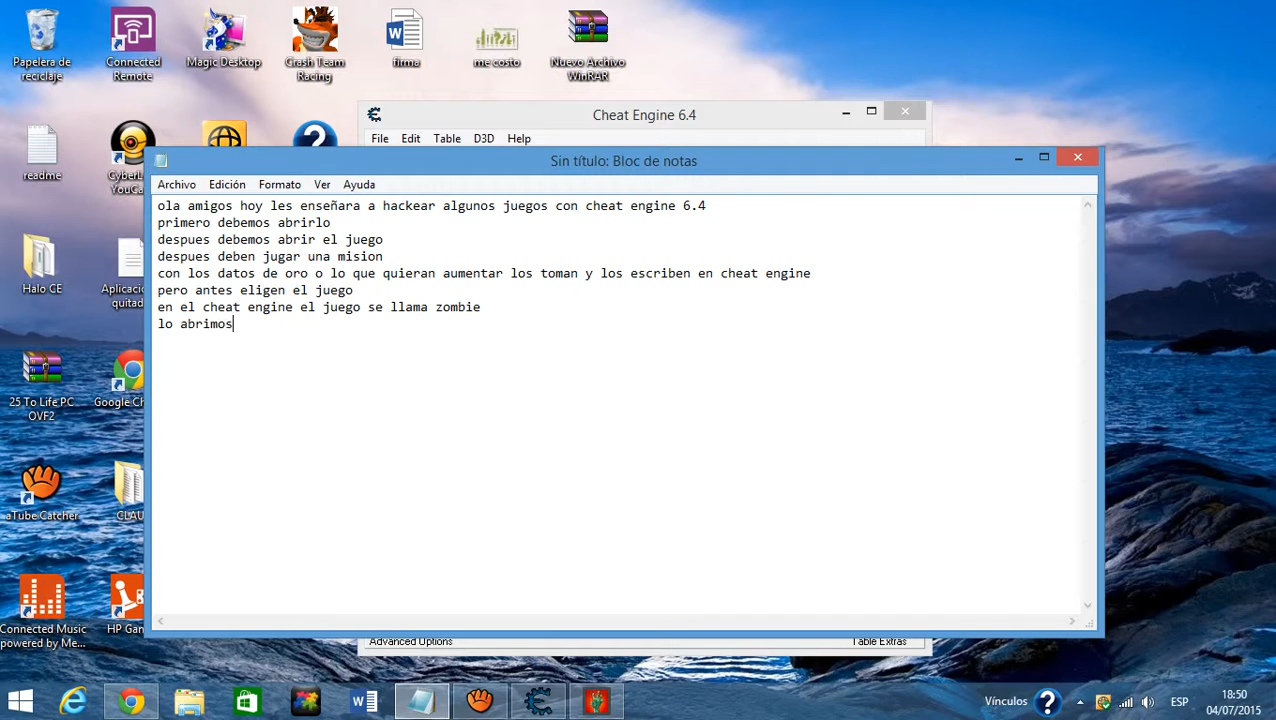 Papelera de reciclaje
Connected Remote
Magic Desktop
Crash Team Racing
firma
me costo
Nuevo Archivo WinRAR
Cheat Engine 6.4
File Edit Table D3D Help
readme
CyberL
YouCa
Sin título: Bloc de notas
Archivo Edición Formato Ver Ayuda
ola amigos hoy les enseñara a hackear algunos juegos con cheat engine 6.4
primero debemos abrirlo
despues debemos abrir el juego
despues deben jugar una mision
con los datos de oro o lo que quieran aumentar los toman y los escriben en cheat engine
pero antes eligen el juego
en el cheat engine el juego se llama zombie
lo abrimos
Halo CE
Aplicacio
quitad
25 To Life PC OVF2
Google Ch
aTube Catcher
CLAU
Connected Music powered by Me...
HP Gan
Advanced Options
Table Extras
Vínculos
ESP
18:50
04/07/2015